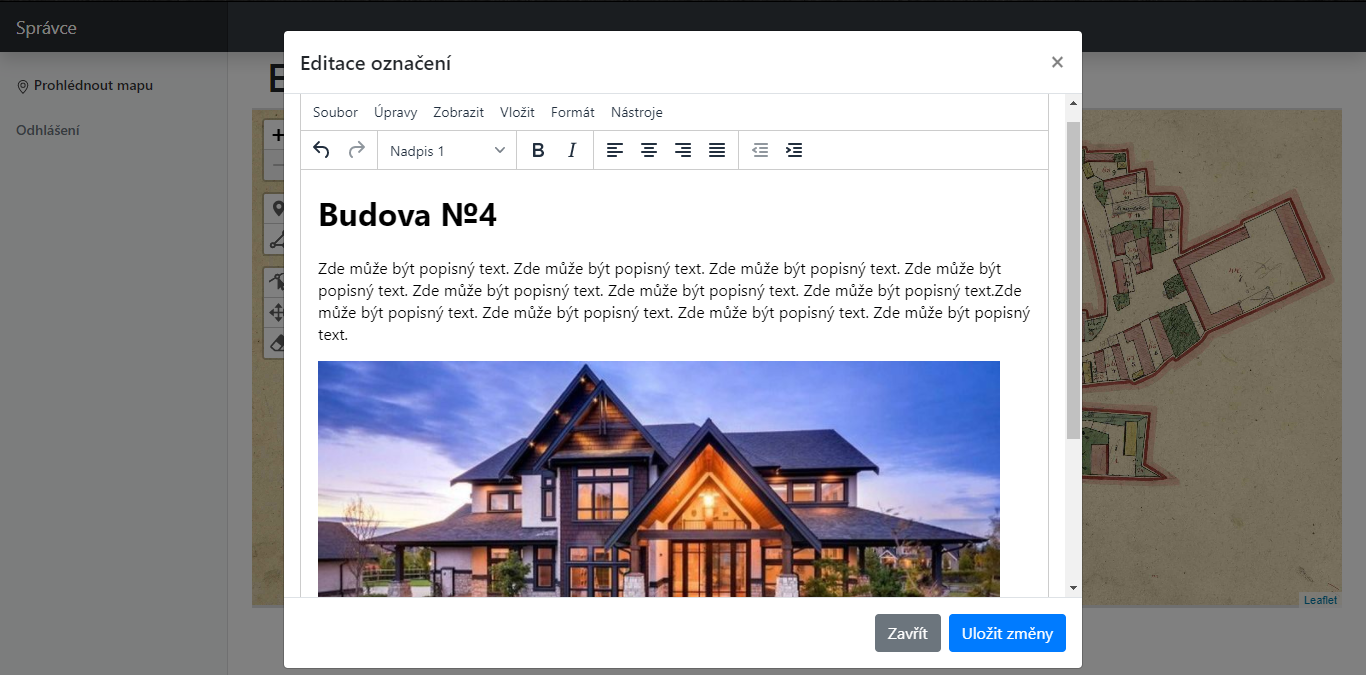 Správce
Editace označení
×
Prohlédnout mapu
Odhlášení
Soubor Úpravy Zobrazit Vložit Formát Nástroje
Nadpis 1 B I
Budova №4
Zde může být popisný text. Zde může být popisný text. Zde může být popisný text. Zde může být
popisný text. Zde může být popisný text. Zde může být popisný text. Zde může být popisný text.Zde
může být popisný text. Zde může být popisný text. Zde může být popisný text. Zde může být popisný
text.
Leaflet
Zavřít Uložit změny